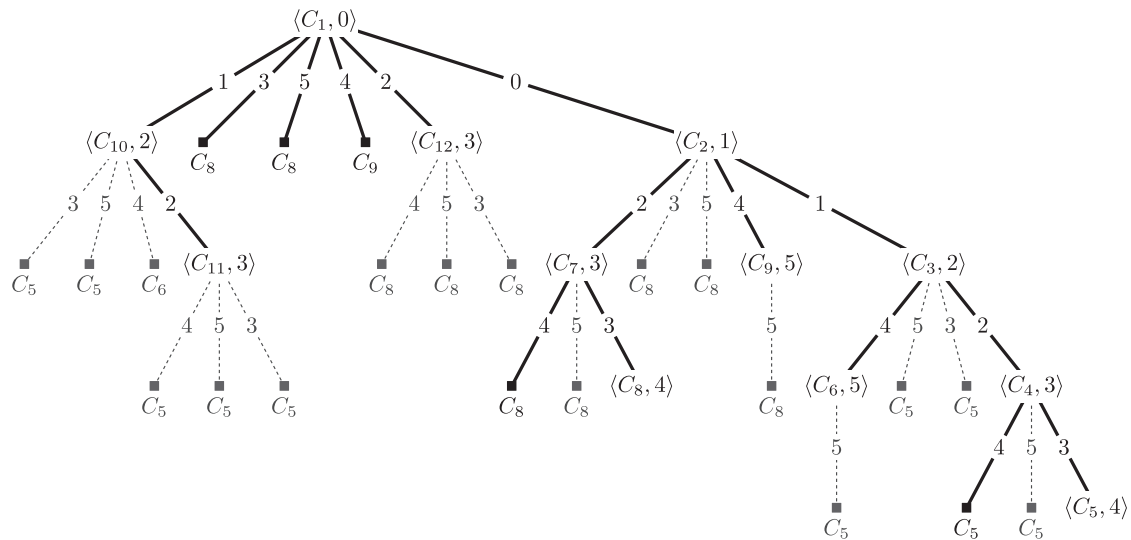 ⟨C₁, 0⟩
1 3 5 4 2 0
⟨C₁₀, 2⟩ C₈ C₈ C₉ ⟨C₁₂, 3⟩ ⟨C₂, 1⟩
3 5 4 2 4 5 3 2 3 5 4 1
C₅ C₅ C₆ ⟨C₁₁, 3⟩ C₈ C₈ C₈ ⟨C₇, 3⟩ C₈ C₈ ⟨C₉, 5⟩ ⟨C₃, 2⟩
4 5 3 4 5 3 5 4 5 3 2
C₅ C₅ C₅ C₈ C₈ ⟨C₈, 4⟩ C₈ ⟨C₆, 5⟩ C₅ C₅ ⟨C₄, 3⟩
5 4 5 3
C₅ C₅ C₅ ⟨C₅, 4⟩